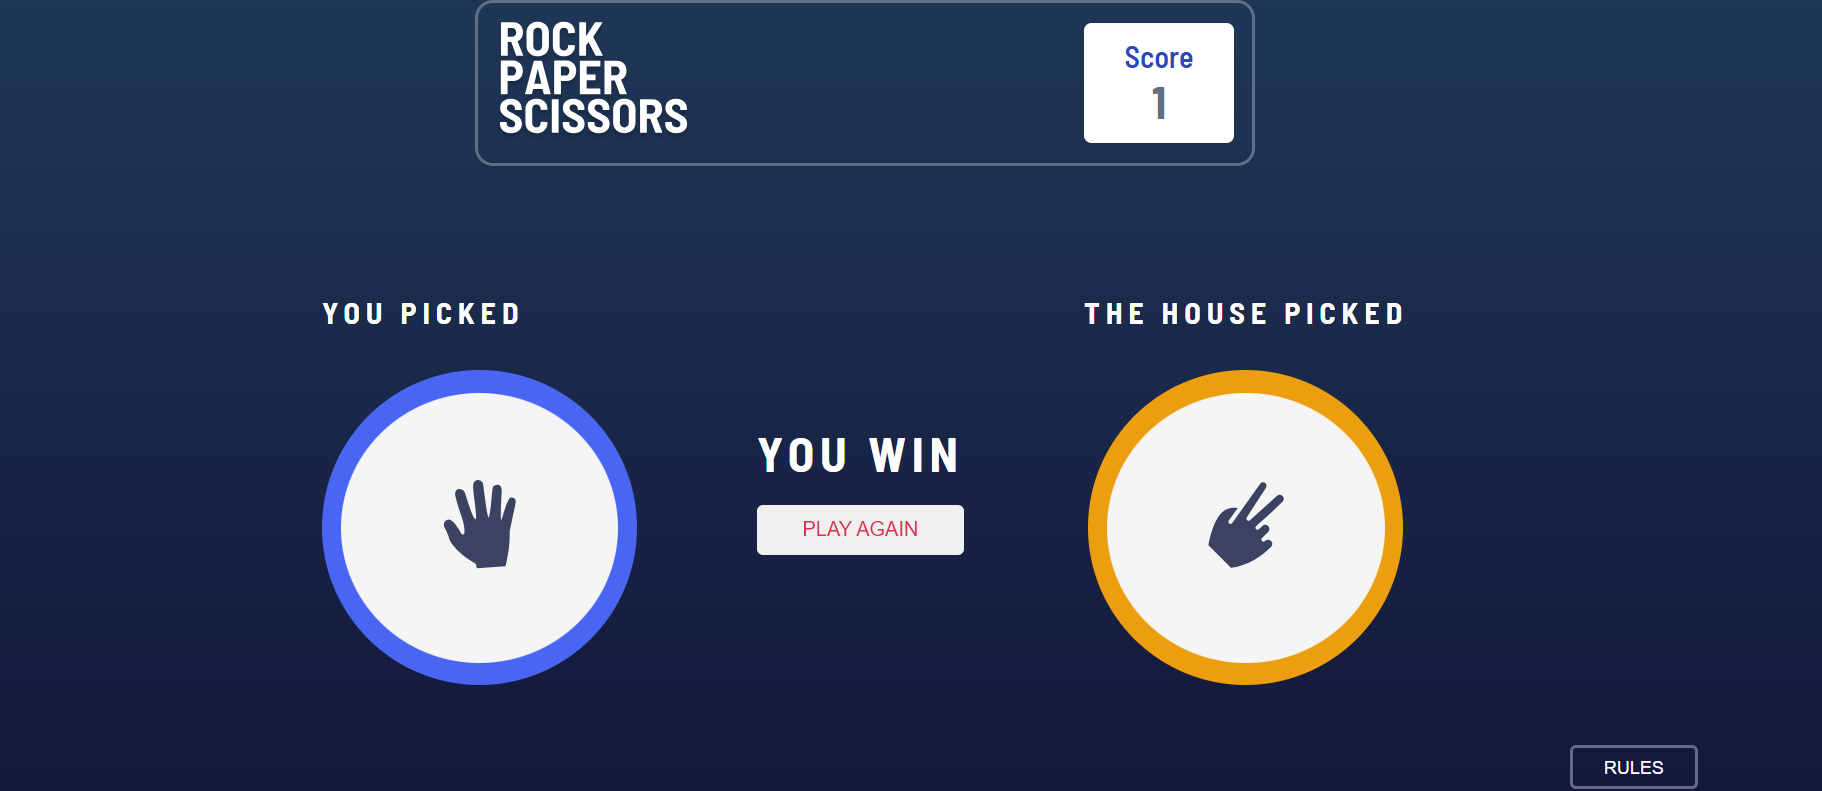 ROCK
PAPER
SCISSORS
Score
1
YOU PICKED
THE HOUSE PICKED
YOU WIN
PLAY AGAIN
RULES